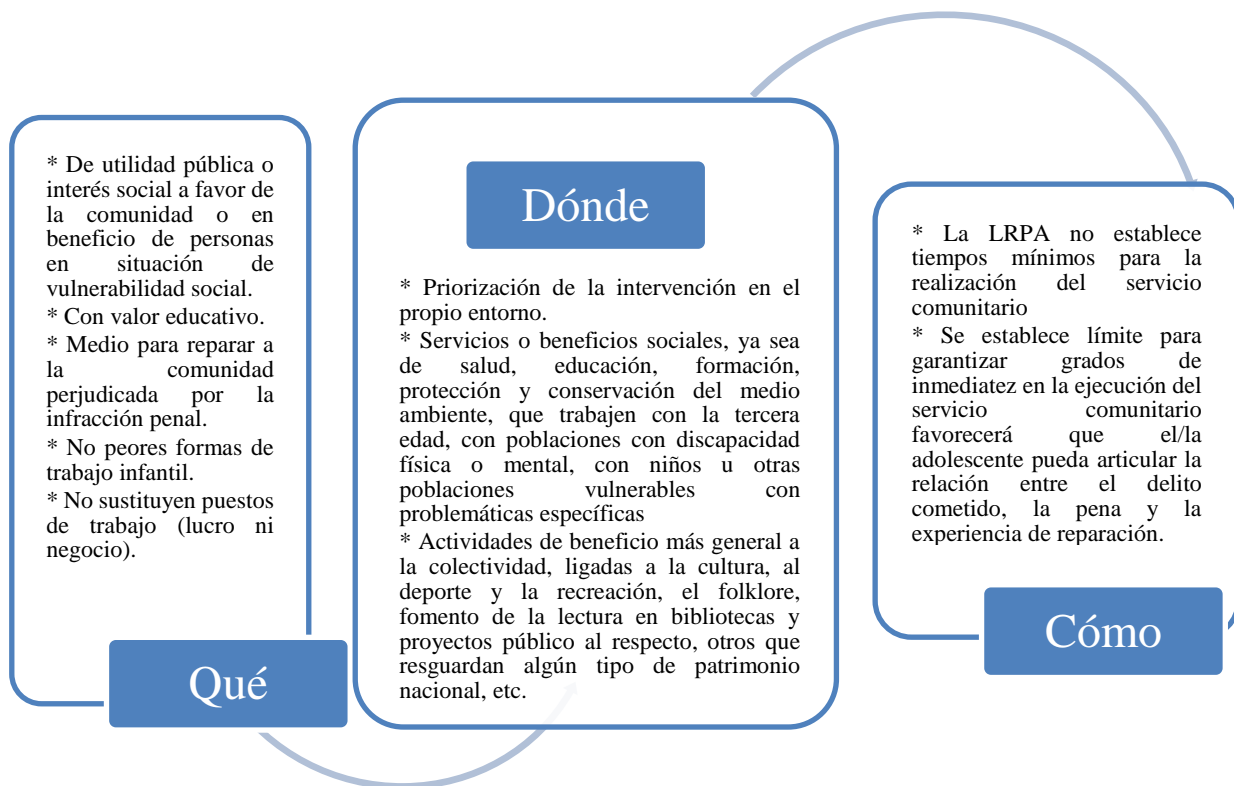 * De utilidad pública o
interés social a favor de
la comunidad o en
beneficio de personas
en situación de
vulnerabilidad social.
* Con valor educativo.
* Medio para reparar a
la comunidad
perjudicada por la
infracción penal.
* No peores formas de
trabajo infantil.
* No sustituyen puestos
de trabajo (lucro ni
negocio).
Qué
Dónde
* Priorización de la intervención en el
propio entorno.
* Servicios o beneficios sociales, ya sea
de salud, educación, formación,
protección y conservación del medio
ambiente, que trabajen con la tercera
edad, con poblaciones con discapacidad
física o mental, con niños u otras
poblaciones vulnerables con
problemáticas específicas
* Actividades de beneficio más general a
la colectividad, ligadas a la cultura, al
deporte y la recreación, el folklore,
fomento de la lectura en bibliotecas y
proyectos público al respecto, otros que
resguardan algún tipo de patrimonio
nacional, etc.
* La LRPA no establece
tiempos mínimos para la
realización del servicio
comunitario
* Se establece límite para
garantizar grados de
inmediatez en la ejecución del
servicio comunitario
favorecerá que el/la
adolescente pueda articular la
relación entre el delito
cometido, la pena y la
experiencia de reparación.
Cómo